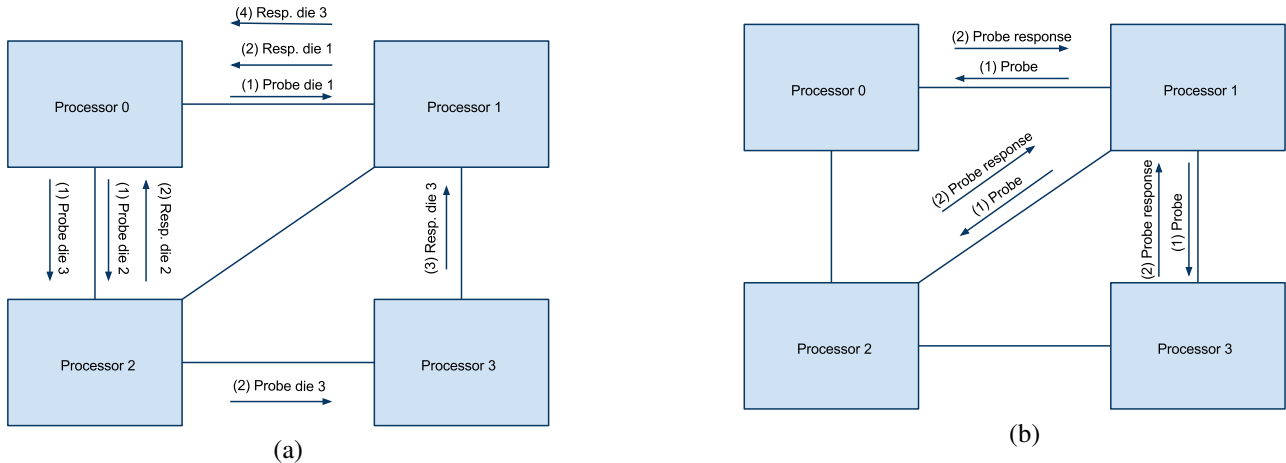 (4) Resp. die 3
(2) Resp. die 1
(1) Probe die 1
Processor 0
Processor 1
(1) Probe die 3
(1) Probe die 2
(2) Resp. die 2
(3) Resp. die 3
Processor 2
Processor 3
(2) Probe die 3
(a)
(2) Probe response
(1) Probe
Processor 0
Processor 1
(2) Probe response
(1) Probe
(2) Probe response
(1) Probe
Processor 2
Processor 3
(b)